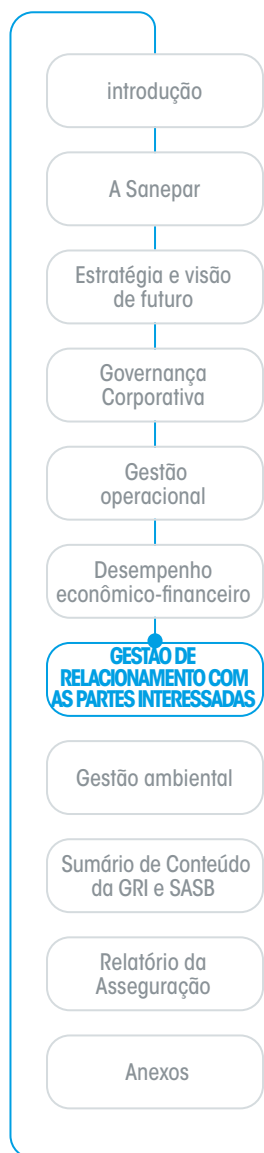 introdução
A Sanepar
Estratégia e visão
de futuro
Governança
Corporativa
Gestão
operacional
Desempenho
econômico-financeiro
GESTÃO DE
RELACIONAMENTO COM
AS PARTES INTERESSADAS
Gestão ambiental
Sumário de Conteúdo
da GRI e SASB
Relatório da
Asseguração
Anexos